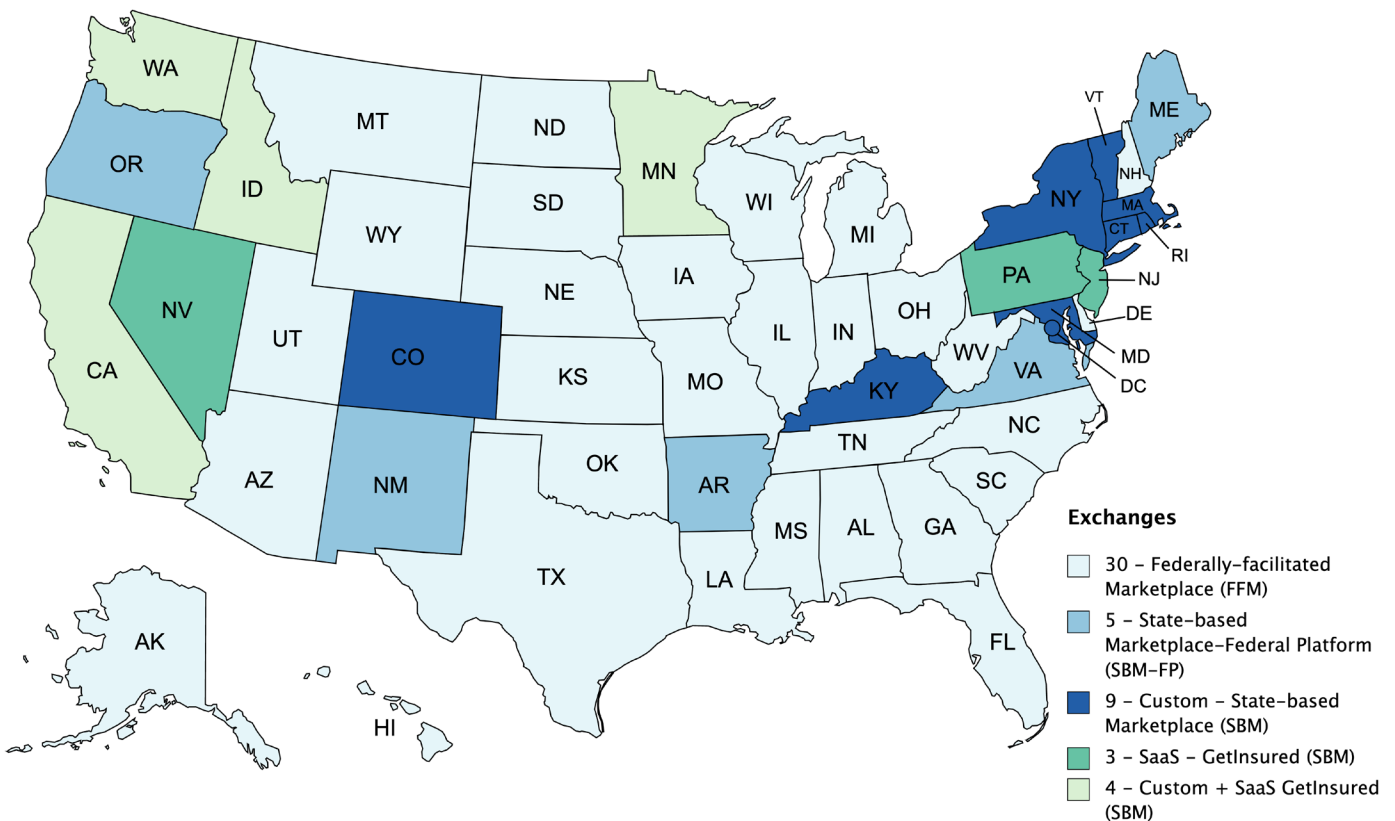 WA
MT
ND
MN
OR
ID
SD
WI
MI
VT
ME
NH
NY
MA
CT
RI
WY
IA
NE
PA
NJ
NV
UT
CO
IL
IN
OH
DE
WV
MD
VA
DC
CA
KS
MO
KY
AZ
NM
OK
AR
TN
NC
SC
MS
AL
GA
TX
LA
FL
AK
HI
Exchanges
30 – Federally-facilitated
Marketplace (FFM)
5 – State-based
Marketplace-Federal Platform
(SBM-FP)
9 – Custom – State-based
Marketplace (SBM)
3 – SaaS – GetInsured (SBM)
4 – Custom + SaaS GetInsured
(SBM)